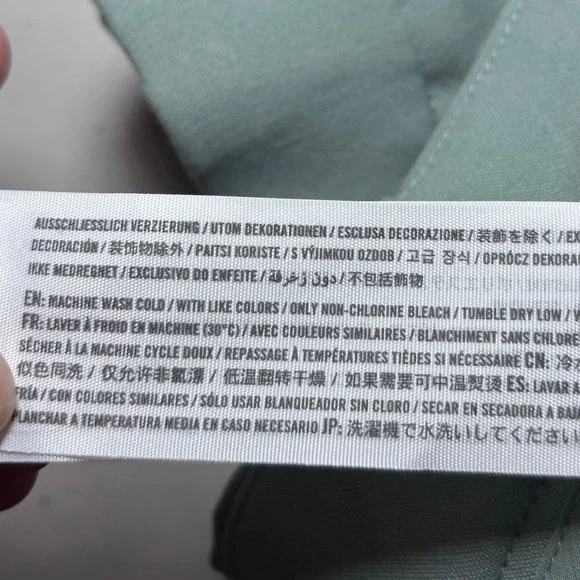 AUSSCHLIESSLICH VERZIERUNG / UTOM DEKORATIONEN / ESCLUSA DECORAZIONE / 装飾を除く / EX
DECORACIÓN / 装饰物除外 / PAITSI KORISTE / S VÝJIMKOU OZDOB / 고급 장식 / OPRÓCZ DEKORA
IKKE MEDREGNET / EXCLUSIVO DO ENFEITE / دون زخرفة / 不包括飾物
EN: MACHINE WASH COLD / WITH LIKE COLORS / ONLY NON-CHLORINE BLEACH / TUMBLE DRY LOW / W
FR: LAVER À FROID EN MACHINE (30°C) / AVEC COULEURS SIMILAIRES / BLANCHIMENT SANS CHLORE
SÉCHER À LA MACHINE CYCLE DOUX / REPASSAGE À TEMPÉRATURES TIÈDES SI NÉCESSAIRE CN: 冷
似色同洗 / 仅允许非氯漂 / 低温翻转干燥 / 如果需要可中温熨烫 ES: LAVAR A
FRÍA / CON COLORES SIMILARES / SÓLO USAR BLANQUEADOR SIN CLORO / SECAR EN SECADORA A BA
PLANCHAR A TEMPERATURA MEDIA EN CASO NECESARIO JP: 洗濯機で水洗いしてください